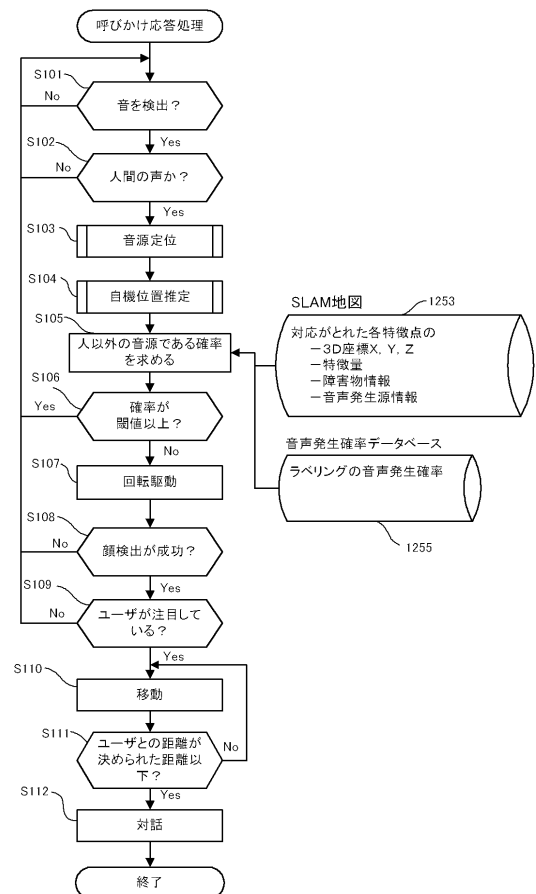 呼びかけ応答処理
S101
音を検出？
No
Yes
S102
人間の声か？
No
Yes
S103
音源定位
S104
自機位置推定
S105
人以外の音源である確率
を求める
SLAM地図
1253
対応がとれた各特徴点の
－3D座標X, Y, Z
－特徴量
－障害物情報
－音声発生源情報
音声発生確率データベース
ラベリングの音声発生確率
1255
S106
確率が
閾値以上？
Yes
No
S107
回転駆動
S108
顔検出が成功？
No
Yes
S109
ユーザが注目して
いる？
No
Yes
S110
移動
S111
ユーザとの距離が
決められた距離以
下？
No
Yes
S112
対話
終了